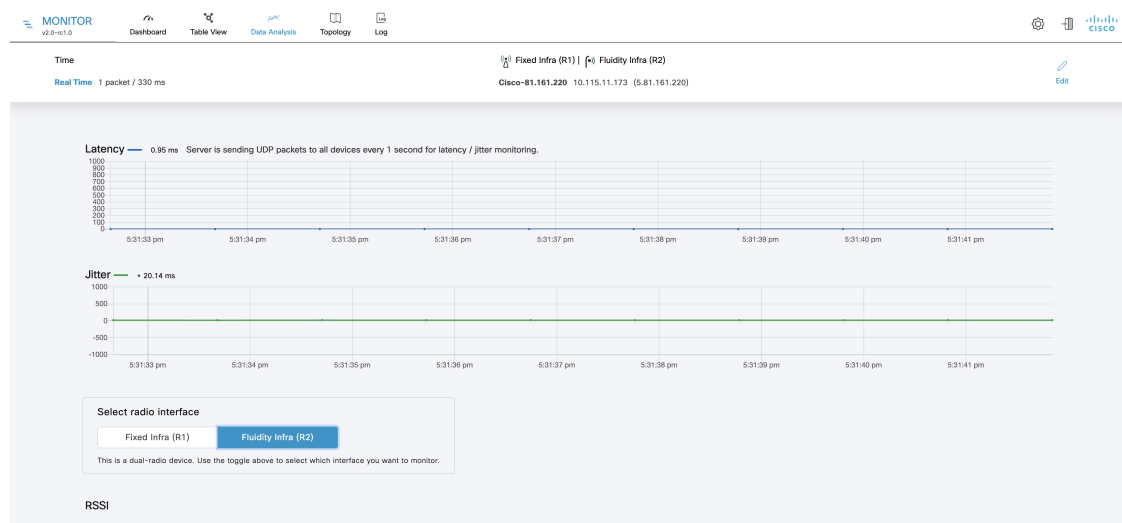 MONITOR
v2.0-rc1.0
Dashboard
Table View
Data Analysis
Topology
Log
Log
CISCO
Time
Real Time 1 packet / 330 ms
Fixed Infra (R1) | Fluidity Infra (R2)
Cisco-81.161.220 10.115.11.173 (5.81.161.220)
Edit
Latency 0.95 ms Server is sending UDP packets to all devices every 1 second for latency / jitter monitoring.
1000
900
800
700
600
500
400
300
200
100
0
5:31:33 pm 5:31:34 pm 5:31:35 pm 5:31:36 pm 5:31:37 pm 5:31:38 pm 5:31:39 pm 5:31:40 pm 5:31:41 pm
Jitter + 20.14 ms
1000
500
0
-500
-1000
5:31:33 pm 5:31:34 pm 5:31:35 pm 5:31:36 pm 5:31:37 pm 5:31:38 pm 5:31:39 pm 5:31:40 pm 5:31:41 pm
Select radio interface
Fixed Infra (R1) Fluidity Infra (R2)
This is a dual-radio device. Use the toggle above to select which interface you want to monitor.
RSSI